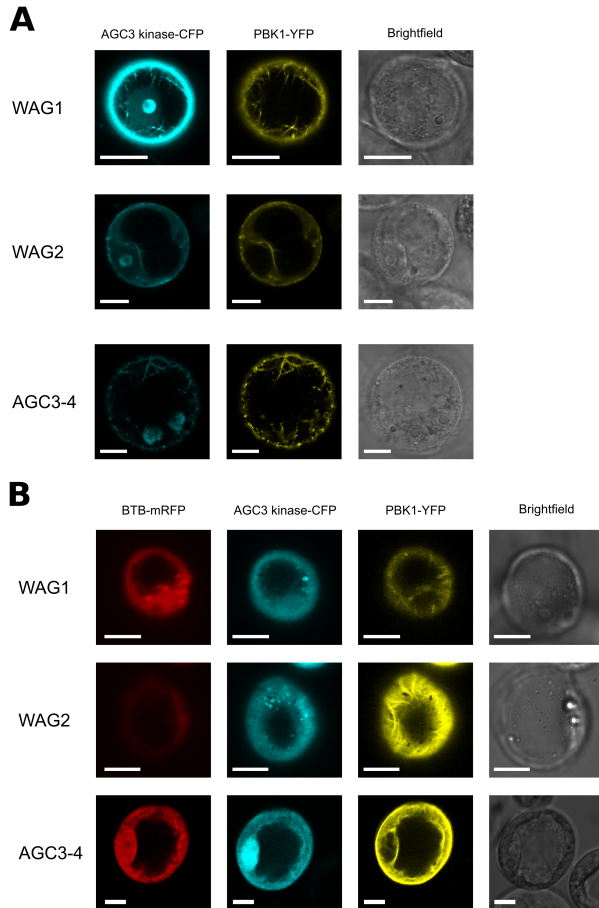 A
AGC3 kinase-CFP PBK1-YFP Brightfield
WAG1
WAG2
AGC3-4
B
BTB-mRFP AGC3 kinase-CFP PBK1-YFP Brightfield
WAG1
WAG2
AGC3-4